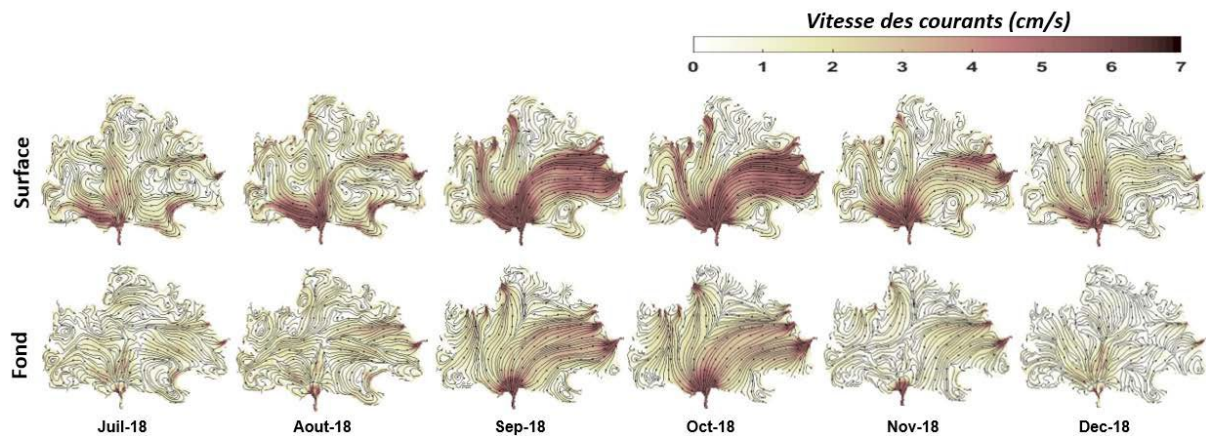 Vitesse des courants (cm/s)
0 1 2 3 4 5 6 7
Surface
Fond
Juil-18 Aout-18 Sep-18 Oct-18 Nov-18 Dec-18